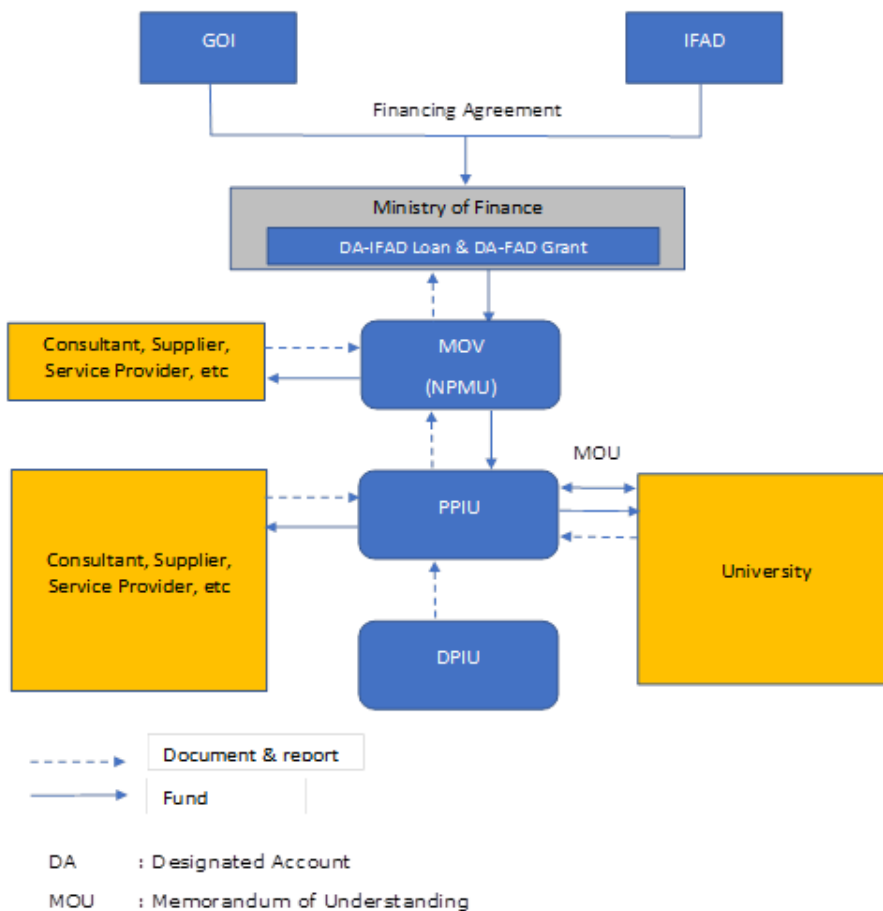 GOI
IFAD
Financing Agreement
Ministry of Finance
DA-IFAD Loan & DA-FAD Grant
Consultant, Supplier,
Service Provider, etc
MOV
(NPMU)
MOU
Consultant, Supplier,
Service Provider, etc
PPIU
University
DPIU
Document & report
Fund
DA : Designated Account
MOU : Memorandum of Understanding